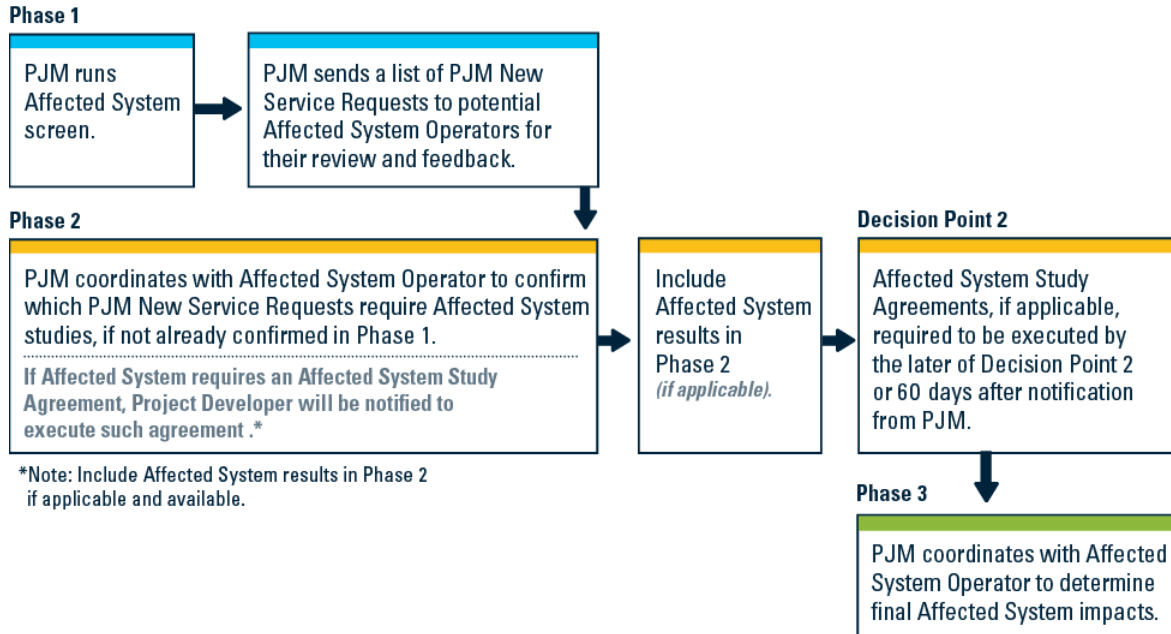 Phase 1
PJM runs
Affected System
screen.
PJM sends a list of PJM New
Service Requests to potential
Affected System Operators for
their review and feedback.
Phase 2
PJM coordinates with Affected System Operator to confirm
which PJM New Service Requests require Affected System
studies, if not already confirmed in Phase 1.
If Affected System requires an Affected System Study
Agreement, Project Developer will be notified to
execute such agreement .*
*Note: Include Affected System results in Phase 2
if applicable and available.
Include
Affected System
results in
Phase 2
(if applicable).
Decision Point 2
Affected System Study
Agreements, if applicable,
required to be executed by
the later of Decision Point 2
or 60 days after notification
from PJM.
Phase 3
PJM coordinates with Affected
System Operator to determine
final Affected System impacts.